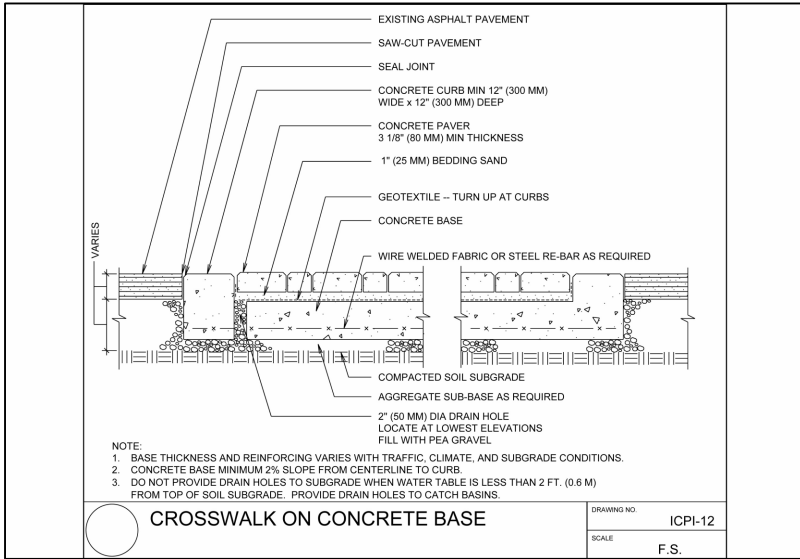 EXISTING ASPHALT PAVEMENT
SAW-CUT PAVEMENT
SEAL JOINT
CONCRETE CURB MIN 12" (300 MM)
WIDE x 12" (300 MM) DEEP
CONCRETE PAVER
3 1/8" (80 MM) MIN THICKNESS
1" (25 MM) BEDDING SAND
GEOTEXTILE -- TURN UP AT CURBS
CONCRETE BASE
WIRE WELDED FABRIC OR STEEL RE-BAR AS REQUIRED
VARIES
COMPACTED SOIL SUBGRADE
AGGREGATE SUB-BASE AS REQUIRED
2" (50 MM) DIA DRAIN HOLE
LOCATE AT LOWEST ELEVATIONS
FILL WITH PEA GRAVEL
NOTE:
1. BASE THICKNESS AND REINFORCING VARIES WITH TRAFFIC, CLIMATE, AND SUBGRADE CONDITIONS.
2. CONCRETE BASE MINIMUM 2% SLOPE FROM CENTERLINE TO CURB.
3. DO NOT PROVIDE DRAIN HOLES TO SUBGRADE WHEN WATER TABLE IS LESS THAN 2 FT. (0.6 M)
FROM TOP OF SOIL SUBGRADE. PROVIDE DRAIN HOLES TO CATCH BASINS.
CROSSWALK ON CONCRETE BASE
DRAWING NO.
ICPI-12
SCALE
F.S.